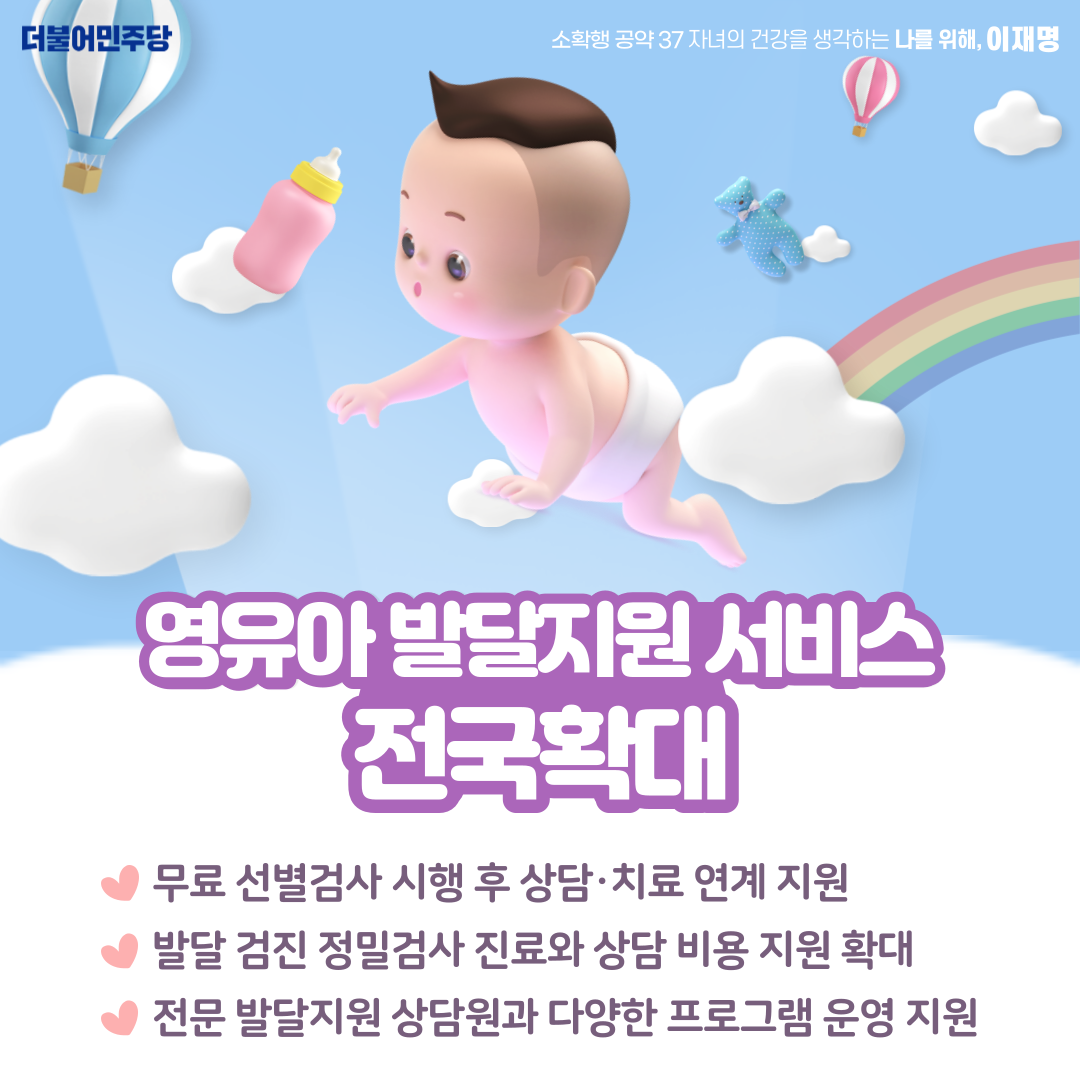 더불어민주당
소확행 공약 37 자녀의 건강을 생각하는 나를 위해, 이재명
영유아 발달지원 서비스
전국확대
무료 선별검사 시행 후 상담·치료 연계 지원
발달 검진 정밀검사 진료와 상담 비용 지원 확대
전문 발달지원 상담원과 다양한 프로그램 운영 지원